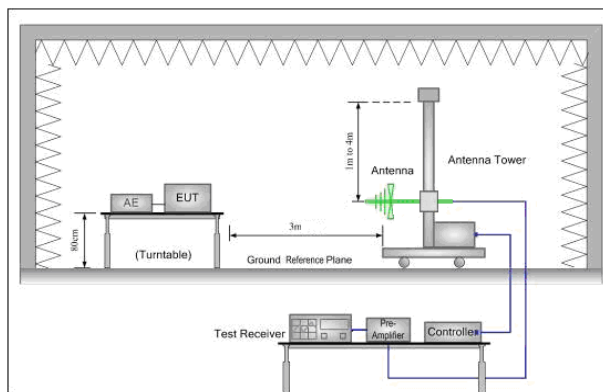 1m to 4m
Antenna
Antenna Tower
AE
EUT
80cm
(Turntable)
3m
Ground Reference Plane
Test Receiver
Pre-
Amplifier
Controller